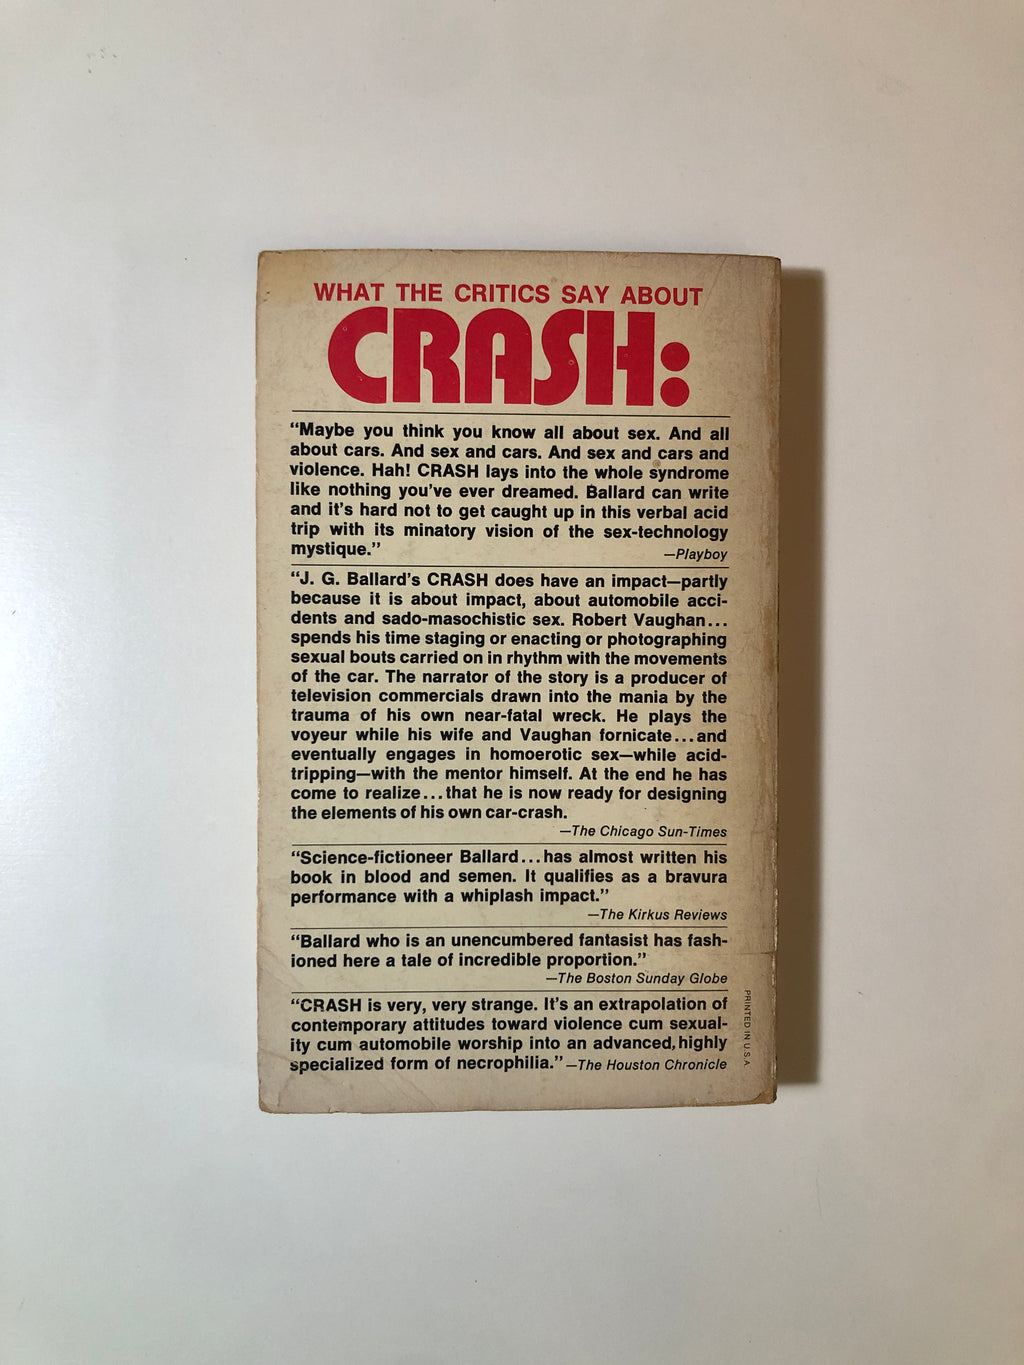 WHAT THE CRITICS SAY ABOUT
CRASH:
“Maybe you think you know all about sex. And all
about cars. And sex and cars. And sex and cars and
violence. Hah! CRASH lays into the whole syndrome
like nothing you’ve ever dreamed. Ballard can write
and it’s hard not to get caught up in this verbal acid
trip with its minatory vision of the sex-technology
mystique.”
—Playboy
“J. G. Ballard’s CRASH does have an impact—partly
because it is about impact, about automobile acci-
dents and sado-masochistic sex. Robert Vaughan...
spends his time staging or enacting or photographing
sexual bouts carried on in rhythm with the movements
of the car. The narrator of the story is a producer of
television commercials drawn into the mania by the
trauma of his own near-fatal wreck. He plays the
voyeur while his wife and Vaughan fornicate...and
eventually engages in homoerotic sex—while acid-
tripping—with the mentor himself. At the end he has
come to realize...that he is now ready for designing
the elements of his own car-crash.
—The Chicago Sun-Times
“Science-fictioneer Ballard...has almost written his
book in blood and semen. It qualifies as a bravura
performance with a whiplash impact.”
—The Kirkus Reviews
“Ballard who is an unencumbered fantasist has fash-
ioned here a tale of incredible proportion.”
—The Boston Sunday Globe
“CRASH is very, very strange. It’s an extrapolation of
contemporary attitudes toward violence cum sexual-
ity cum automobile worship into an advanced, highly
specialized form of necrophilia.” —The Houston Chronicle
PRINTED IN U.S.A.